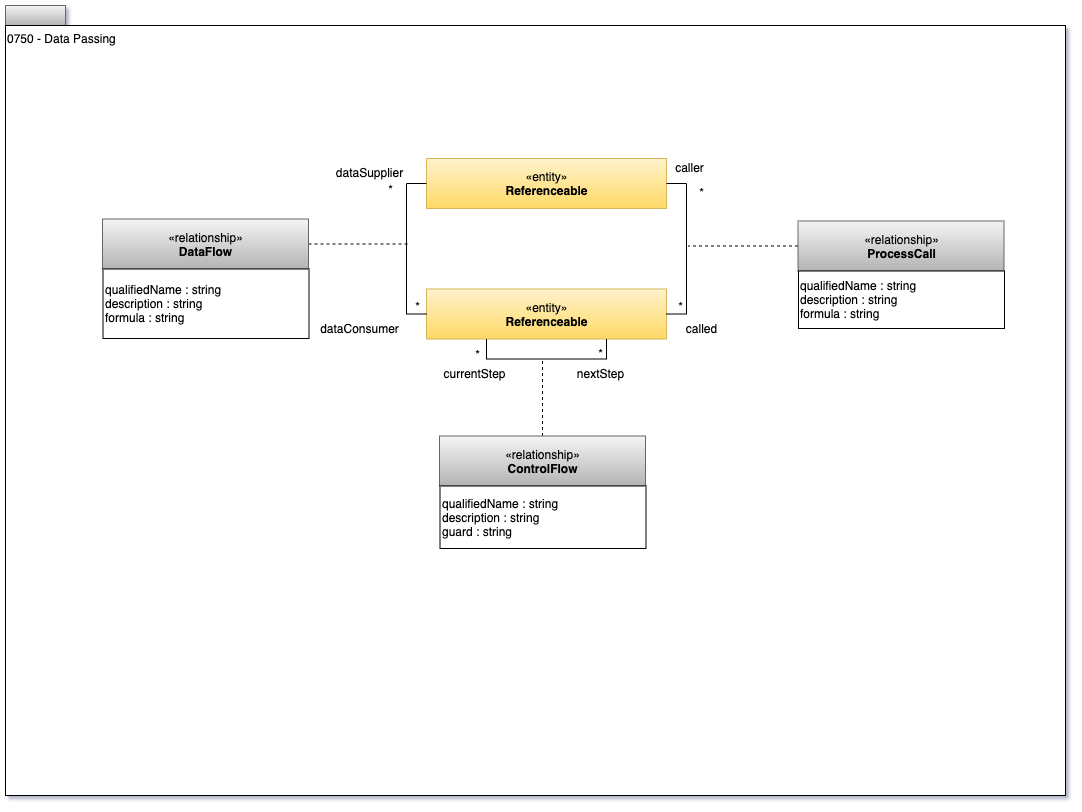 0750 - Data Passing
dataSupplier
*
«entity»
Referenceable
caller
*
«relationship»
DataFlow
qualifiedName : string
description : string
formula : string
«relationship»
ProcessCall
qualifiedName : string
description : string
formula : string
*
dataConsumer
«entity»
Referenceable
*
called
*
currentStep
*
nextStep
«relationship»
ControlFlow
qualifiedName : string
description : string
guard : string